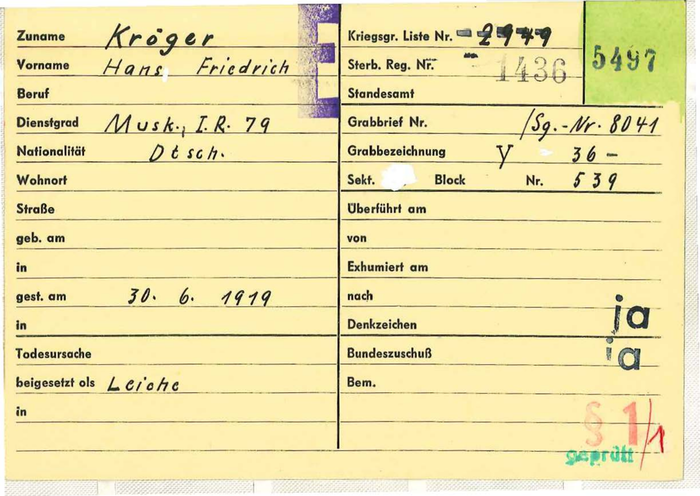 Zuname Kröger
Vorname Hans Friedrich
Beruf
Dienstgrad Musk., I.R. 79
Nationalität Dtsch.
Wohnort
Straße
geb. am
in
gest. am 30. 6. 1919
in
Todesursache
beigesetzt als Leiche
in
Kriegsgr. Liste Nr. 2949
Sterb. Reg. Nr. 1436
5497
Standesamt
Grabbrief Nr. /Sg.-Nr. 8041
Grabbezeichnung Y 36 –
Sekt. Block Nr. 539
Überführt am
von
Exhumiert am
nach
Denkzeichen ja
Bundeszuschuß ja
Bem.
§ 1/1
geprüft